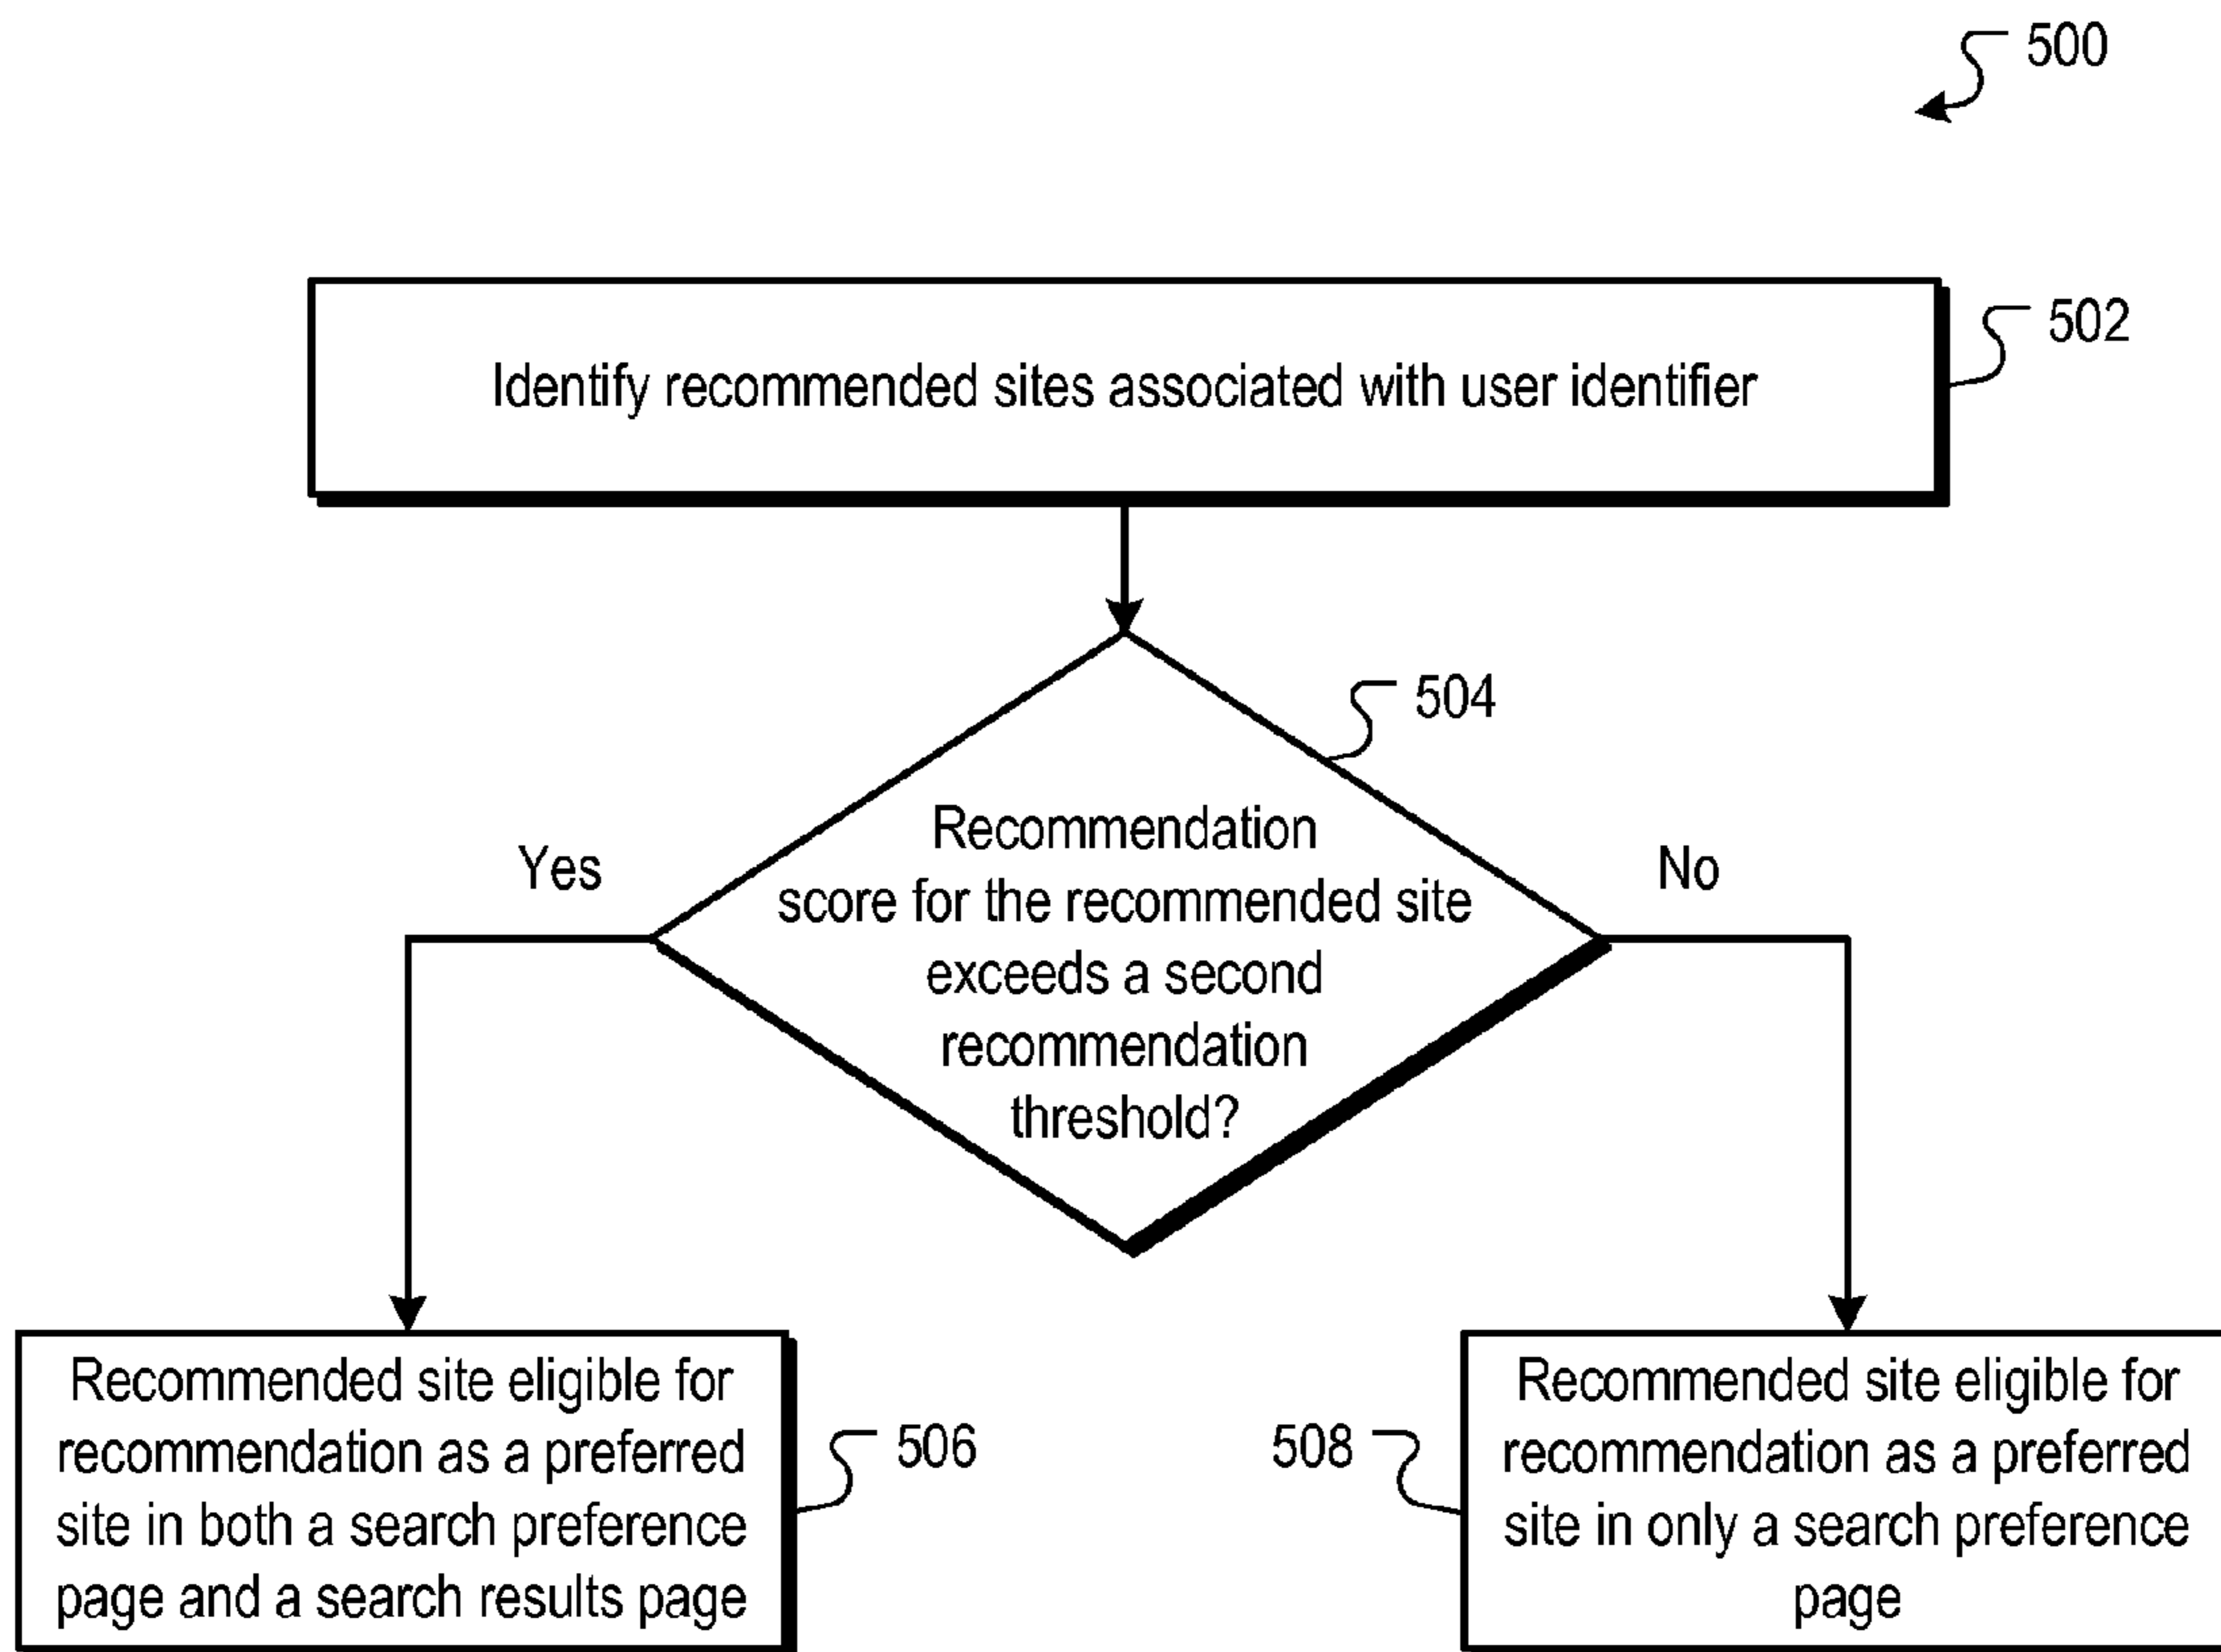 500
Identify recommended sites associated with user identifier
502
504
Recommendation
score for the recommended site
exceeds a second
recommendation
threshold?
Yes
No
Recommended site eligible for
recommendation as a preferred
site in both a search preference
page and a search results page
506
508
Recommended site eligible for
recommendation as a preferred
site in only a search preference
page